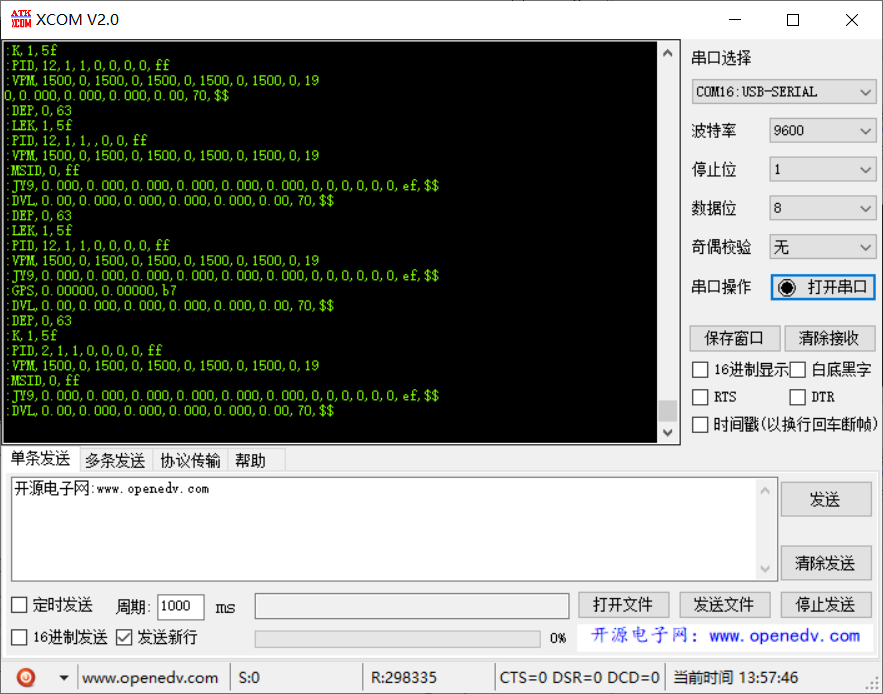 ATK XCOM XCOM V2.0
:K,1,5f
:PID,12,1,1,0,0,0,0,ff
:VPM,1500,0,1500,0,1500,0,1500,0,1500,0,19
0,0.000,0.000,0.000,0.00,70,$$
:DEP,0,63
:LEK,1,5f
:PID,12,1,1,,0,0,ff
:VPM,1500,0,1500,0,1500,0,1500,0,1500,0,19
:MSID,0,ff
:JY9,0.000,0.000,0.000,0.000,0.000,0.000,0,0,0,0,0,ef,$$
:DVL,0.00,0.000,0.000,0.000,0.000,0.00,70,$$
:DEP,0,63
:LEK,1,5f
:PID,12,1,1,0,0,0,0,ff
:VPM,1500,0,1500,0,1500,0,1500,0,1500,0,19
:JY9,0.000,0.000,0.000,0.000,0.000,0.000,0,0,0,0,0,ef,$$
:GPS,0.00000,0.00000,b7
:DVL,0.00,0.000,0.000,0.000,0.000,0.00,70,$$
:DEP,0,63
:K,1,5f
:PID,2,1,1,0,0,0,0,ff
:VPM,1500,0,1500,0,1500,0,1500,0,1500,0,19
:MSID,0,ff
:JY9,0.000,0.000,0.000,0.000,0.000,0.000,0,0,0,0,0,ef,$$
:DVL,0.00,0.000,0.000,0.000,0.000,0.00,70,$$
串口选择
COM16:USB-SERIAL
波特率 9600
停止位 1
数据位 8
奇偶校验 无
串口操作 打开串口
保存窗口 清除接收
16进制显示 白底黑字
RTS DTR
时间戳(以换行回车断帧)
单条发送 多条发送 协议传输 帮助
开源电子网:www.openedv.com
发送
清除发送
定时发送 周期: 1000 ms 打开文件 发送文件 停止发送
16进制发送 发送新行 0% 开源电子网: www.openedv.com
www.openedv.com S:0 R:298335 CTS=0 DSR=0 DCD=0 当前时间 13:57:46